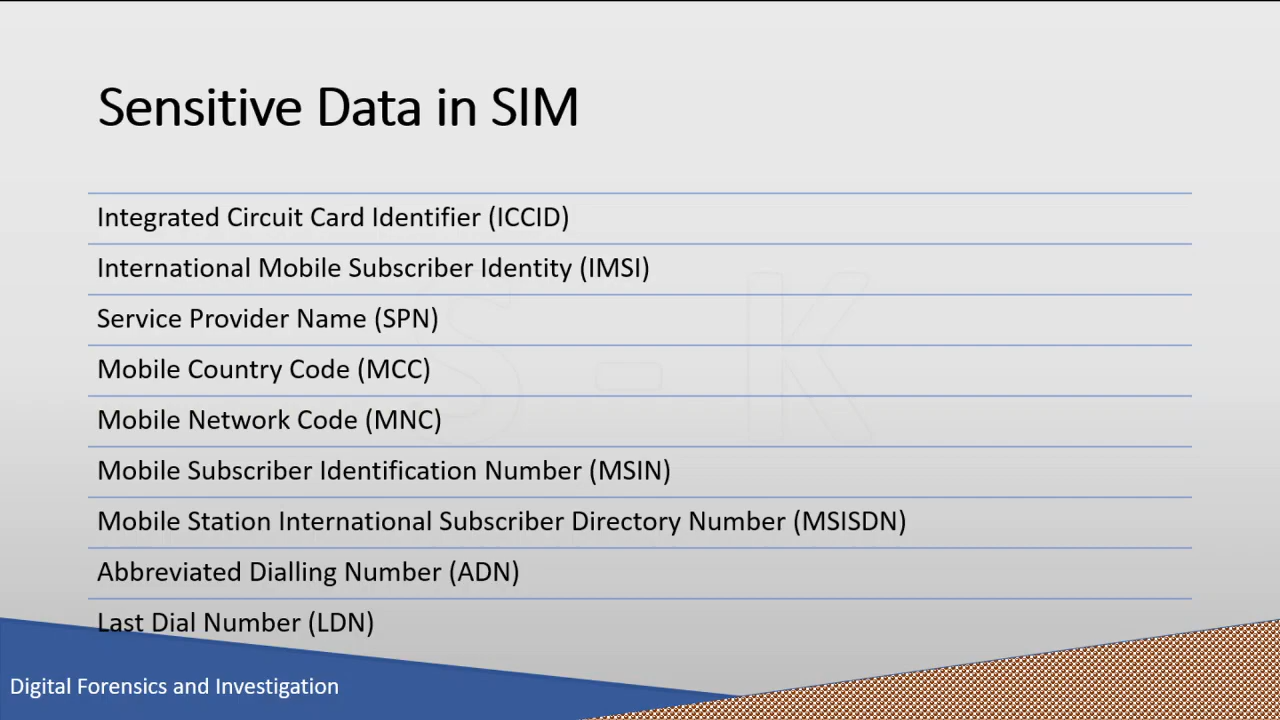 Sensitive Data in SIM
Integrated Circuit Card Identifier (ICCID)
International Mobile Subscriber Identity (IMSI)
Service Provider Name (SPN)
Mobile Country Code (MCC)
Mobile Network Code (MNC)
Mobile Subscriber Identification Number (MSIN)
Mobile Station International Subscriber Directory Number (MSISDN)
Abbreviated Dialling Number (ADN)
Last Dial Number (LDN)
Digital Forensics and Investigation
S - K